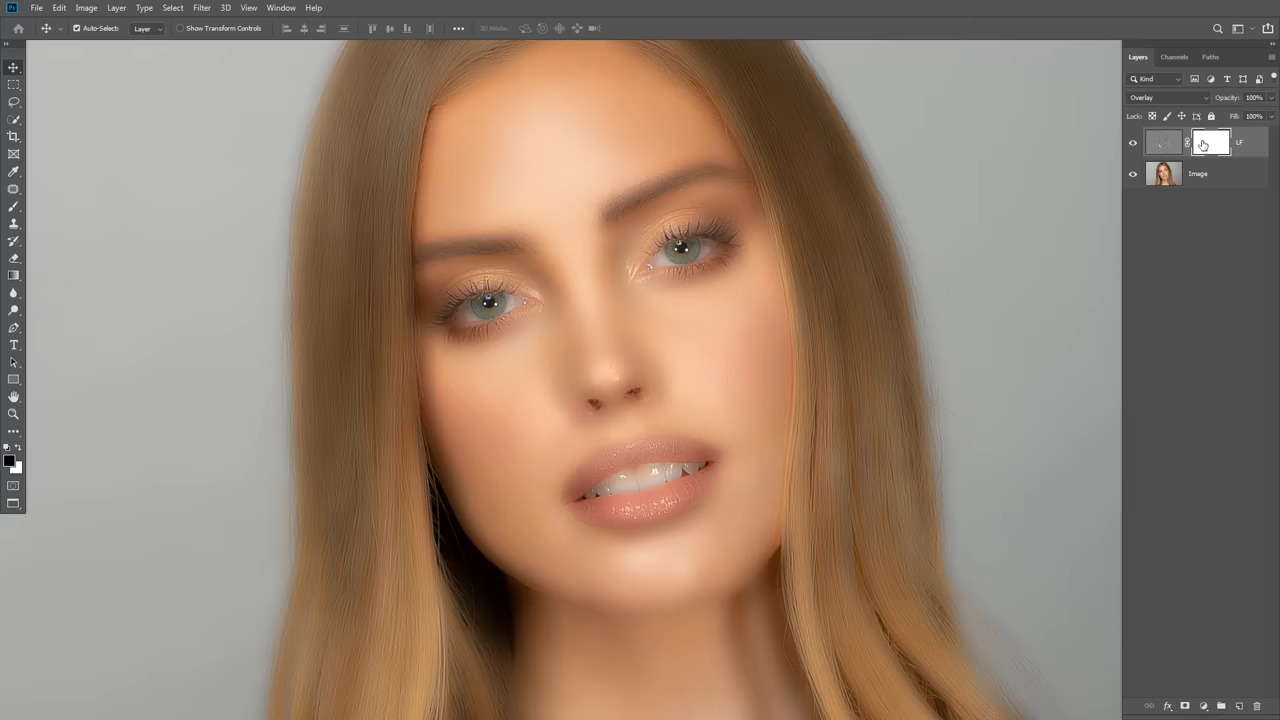 Ps File Edit Image Layer Type Select Filter 3D View Window Help
Auto-Select: Layer Show Transform Controls 3D Mode:
Layers Channels Paths
Kind
Overlay Opacity: 100%
Lock: Fill: 100%
LF
Image